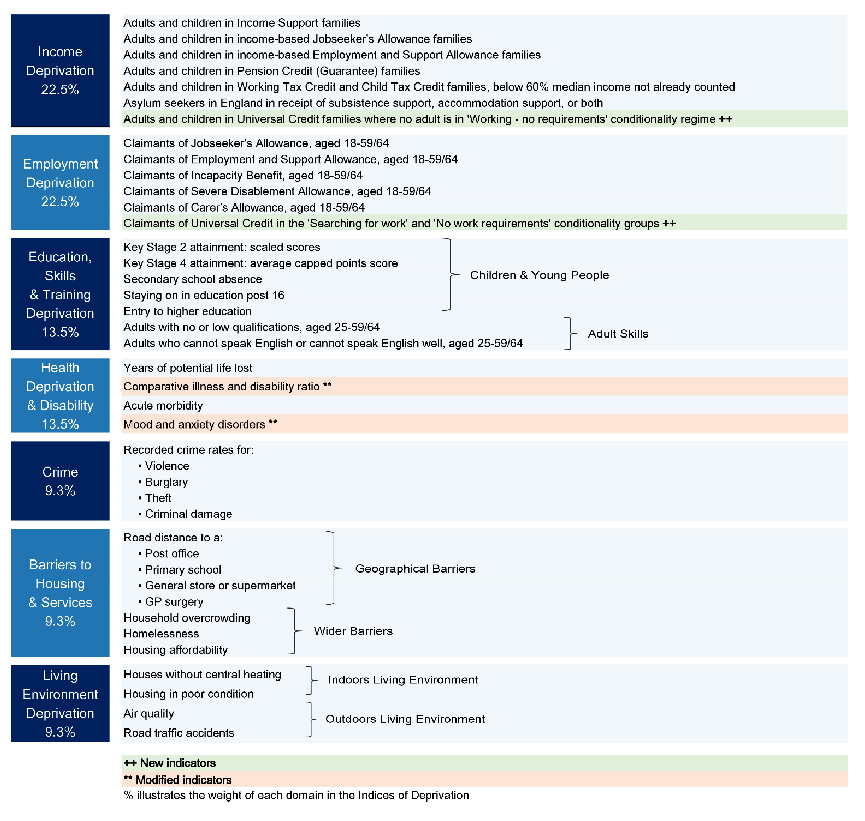 Income
Deprivation
22.5%
Adults and children in Income Support families
Adults and children in income-based Jobseeker's Allowance families
Adults and children in income-based Employment and Support Allowance families
Adults and children in Pension Credit (Guarantee) families
Adults and children in Working Tax Credit and Child Tax Credit families, below 60% median income not already counted
Asylum seekers in England in receipt of subsistence support, accommodation support, or both
Adults and children in Universal Credit families where no adult is in 'Working - no requirements' conditionality regime ++
Employment
Deprivation
22.5%
Claimants of Jobseeker's Allowance, aged 18-59/64
Claimants of Employment and Support Allowance, aged 18-59/64
Claimants of Incapacity Benefit, aged 18-59/64
Claimants of Severe Disablement Allowance, aged 18-59/64
Claimants of Carer's Allowance, aged 18-59/64
Claimants of Universal Credit in the 'Searching for work' and 'No work requirements' conditionality groups ++
Education,
Skills
& Training
Deprivation
13.5%
Key Stage 2 attainment: scaled scores
Key Stage 4 attainment: average capped points score
Secondary school absence
Staying on in education post 16
Entry to higher education
Children & Young People
Adults with no or low qualifications, aged 25-59/64
Adults who cannot speak English or cannot speak English well, aged 25-59/64
Adult Skills
Health
Deprivation
& Disability
13.5%
Years of potential life lost
Comparative illness and disability ratio **
Acute morbidity
Mood and anxiety disorders **
Crime
9.3%
Recorded crime rates for:
• Violence
• Burglary
• Theft
• Criminal damage
Barriers to
Housing
& Services
9.3%
Road distance to a:
• Post office
• Primary school
• General store or supermarket
• GP surgery
Geographical Barriers
Household overcrowding
Homelessness
Housing affordability
Wider Barriers
Living
Environment
Deprivation
9.3%
Houses without central heating
Housing in poor condition
Indoors Living Environment
Air quality
Road traffic accidents
Outdoors Living Environment
++ New indicators
** Modified indicators
% illustrates the weight of each domain in the Indices of Deprivation